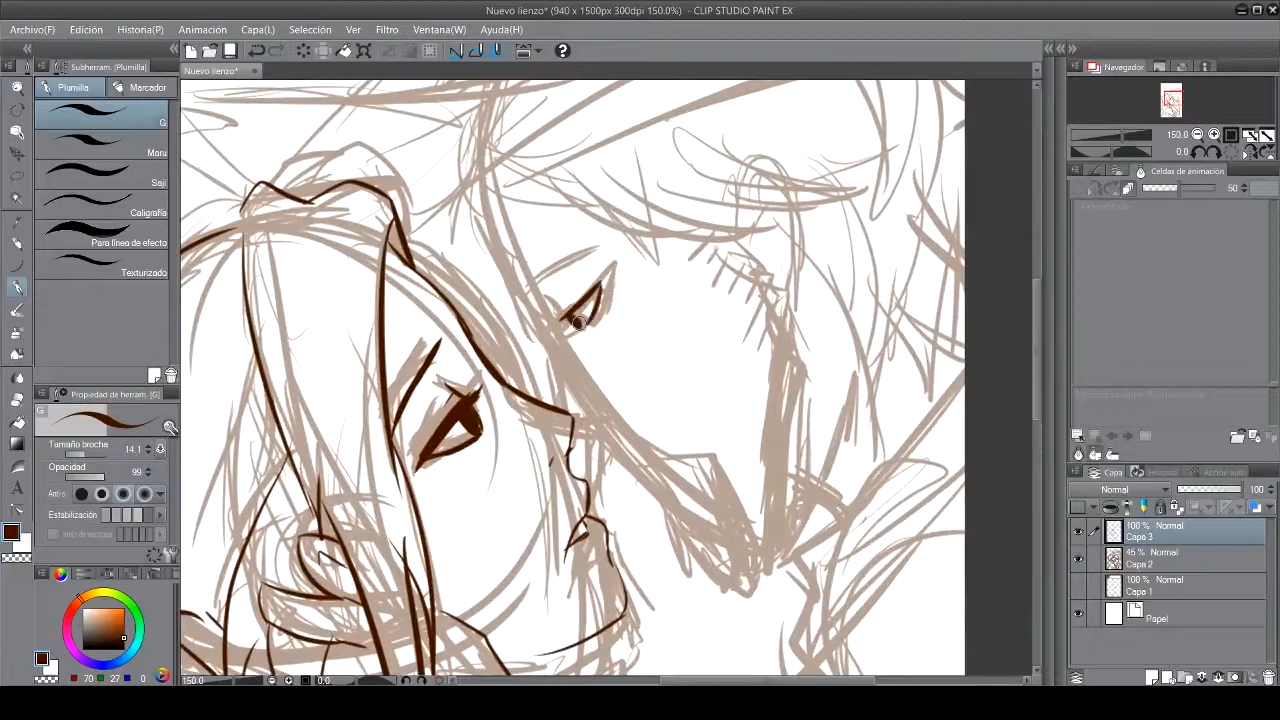 Nuevo lienzo* (940 x 1500px 300dpi 150.0%)  - CLIP STUDIO PAINT EX
Archivo(F) Edición Historia(P) Animación Capa(L) Selección Ver Filtro Ventana(W) Ayuda(H)
Subherram. [Plumilla]
Nuevo lienzo*
Navegador
Plumilla Marcador
G
Maru
Saji
Caligrafía
Para línea de efecto
Texturizado
150.0
0.0
Celdas de animación
50
Propiedad de herram. [G]
G
Tamaño brocha 14.1
Opacidad 99
Estabilización
Capa Historia Acción auto
Normal 100
100 % Normal
Capa 3
45 % Normal
Capa 2
100 % Normal
Capa 1
Papel
70 27 0
150.0 0.0